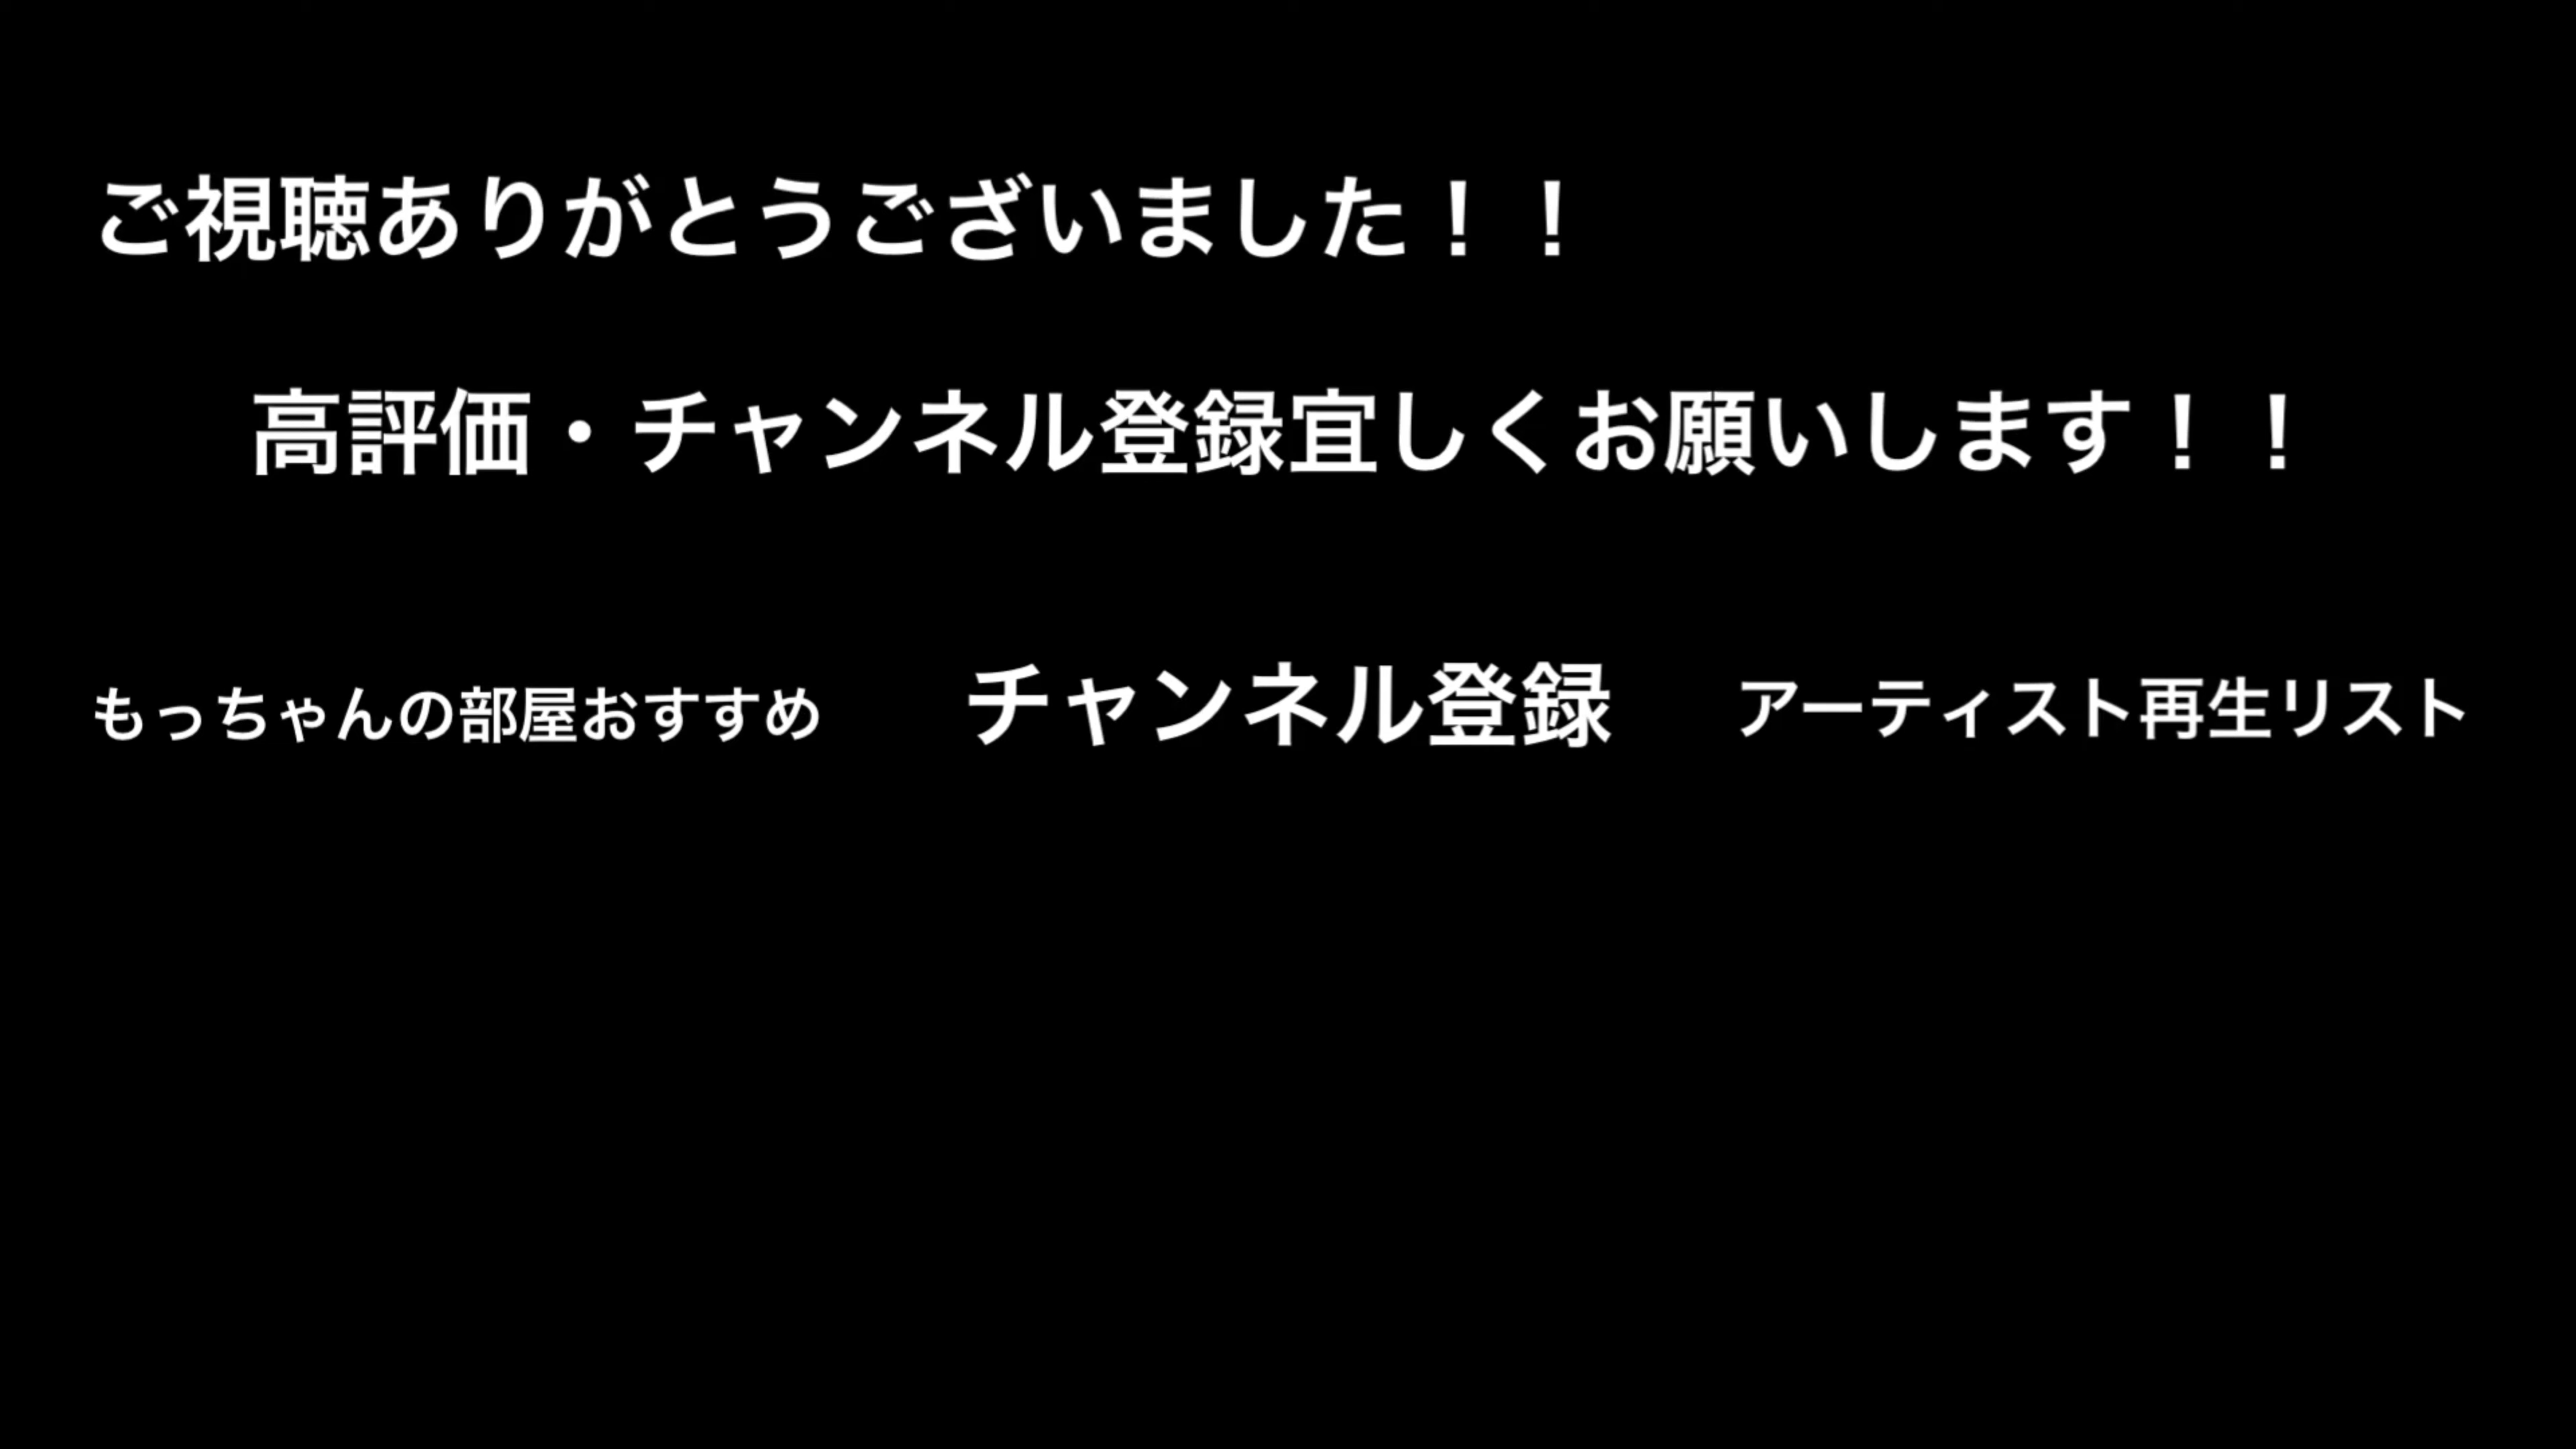 ご視聴ありがとうございました！！
高評価・チャンネル登録宜しくお願いします！！
もっちゃんの部屋おすすめ
チャンネル登録
アーティスト再生リスト